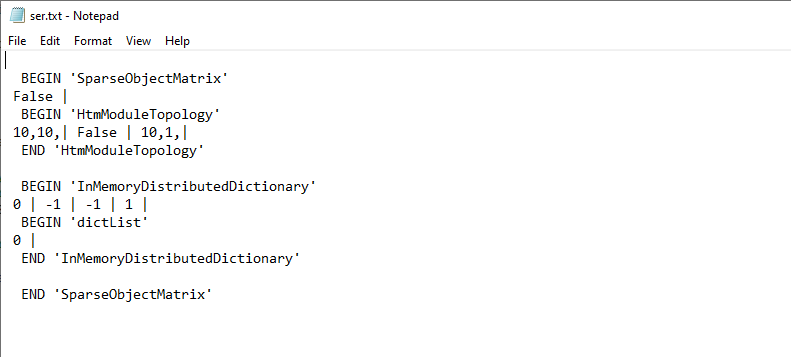 ser.txt - Notepad
File Edit Format View Help
BEGIN 'SparseObjectMatrix'
False |
BEGIN 'HtmModuleTopology'
10,10,| False | 10,1,|
END 'HtmModuleTopology'
BEGIN 'InMemoryDistributedDictionary'
0 | -1 | -1 | 1 |
BEGIN 'dictList'
0 |
END 'InMemoryDistributedDictionary'
END 'SparseObjectMatrix'